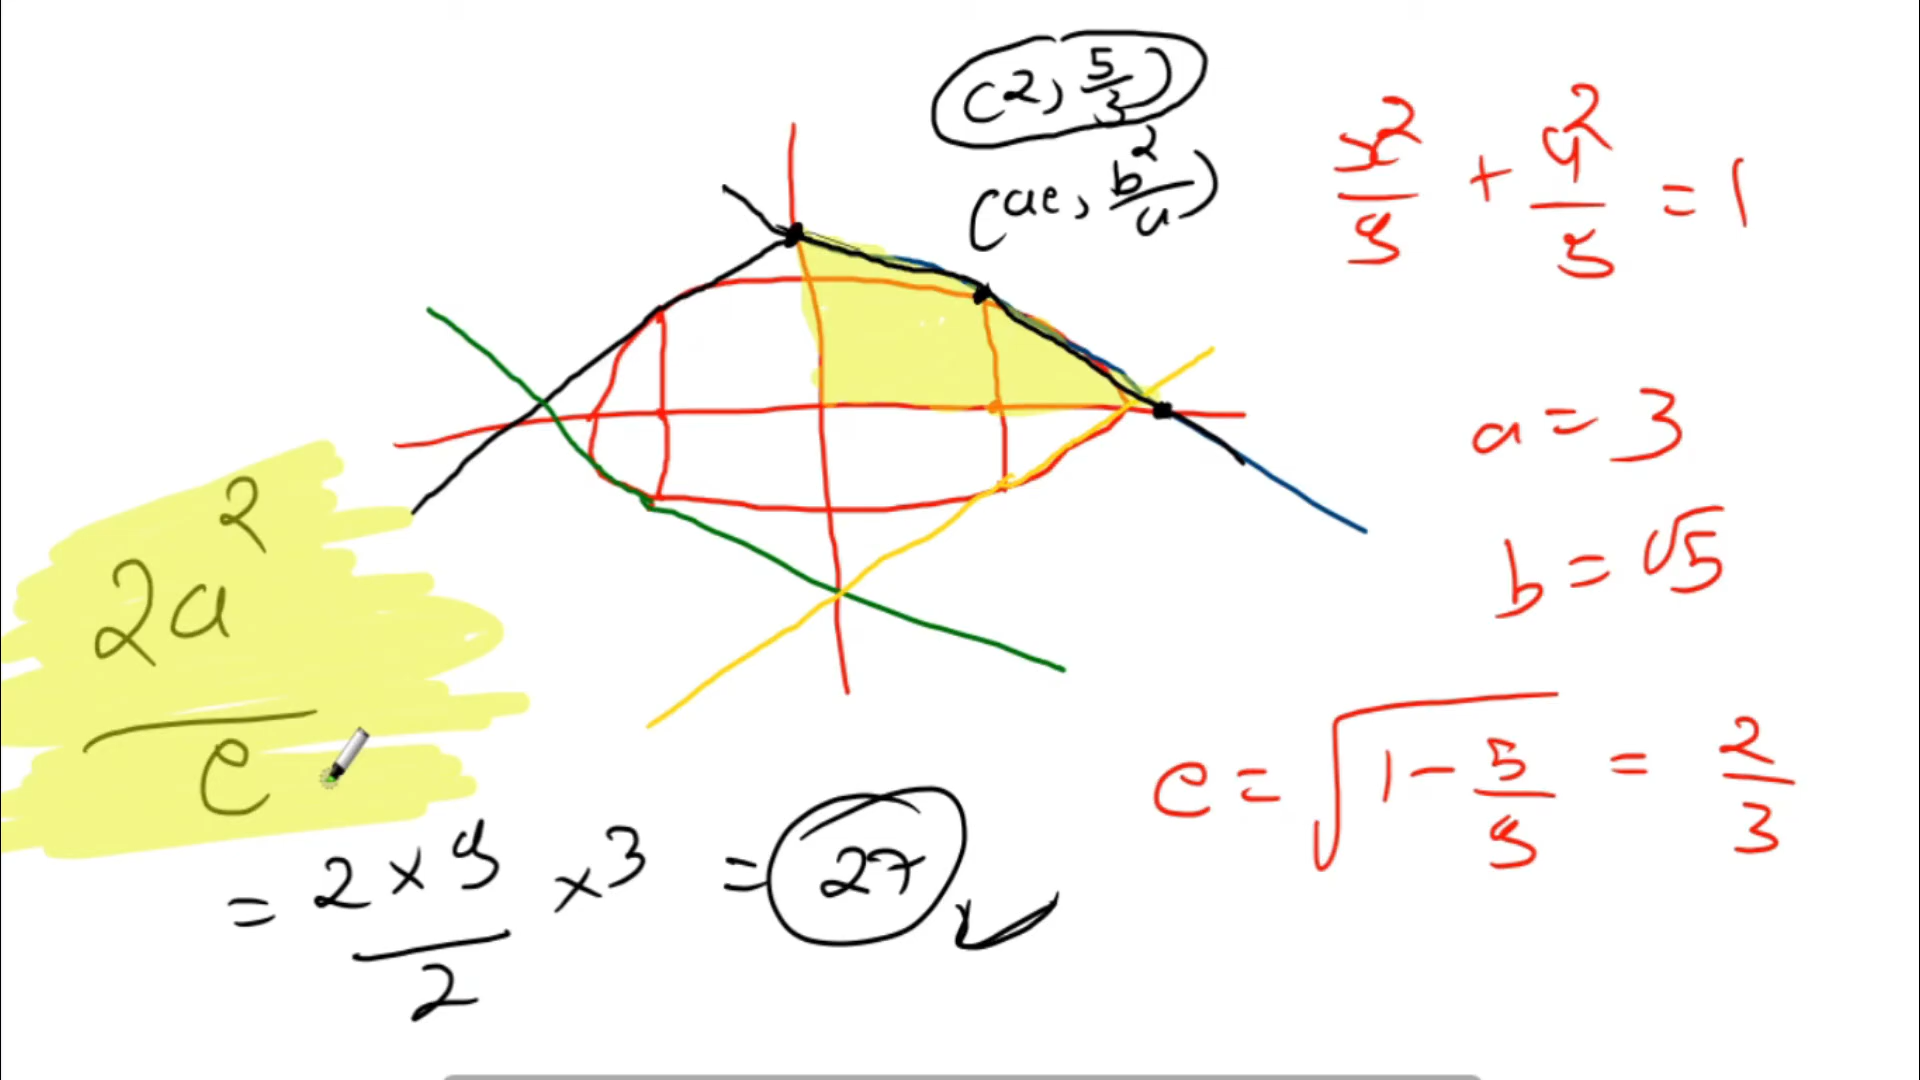 (2, 5/3)
(ae, b²/a)
x²/9 + y²/5 = 1
a = 3
b = √5
e = √(1 - 5/9) = 2/3
2a²/e
= (2 × 9)/2 × 3 = 27